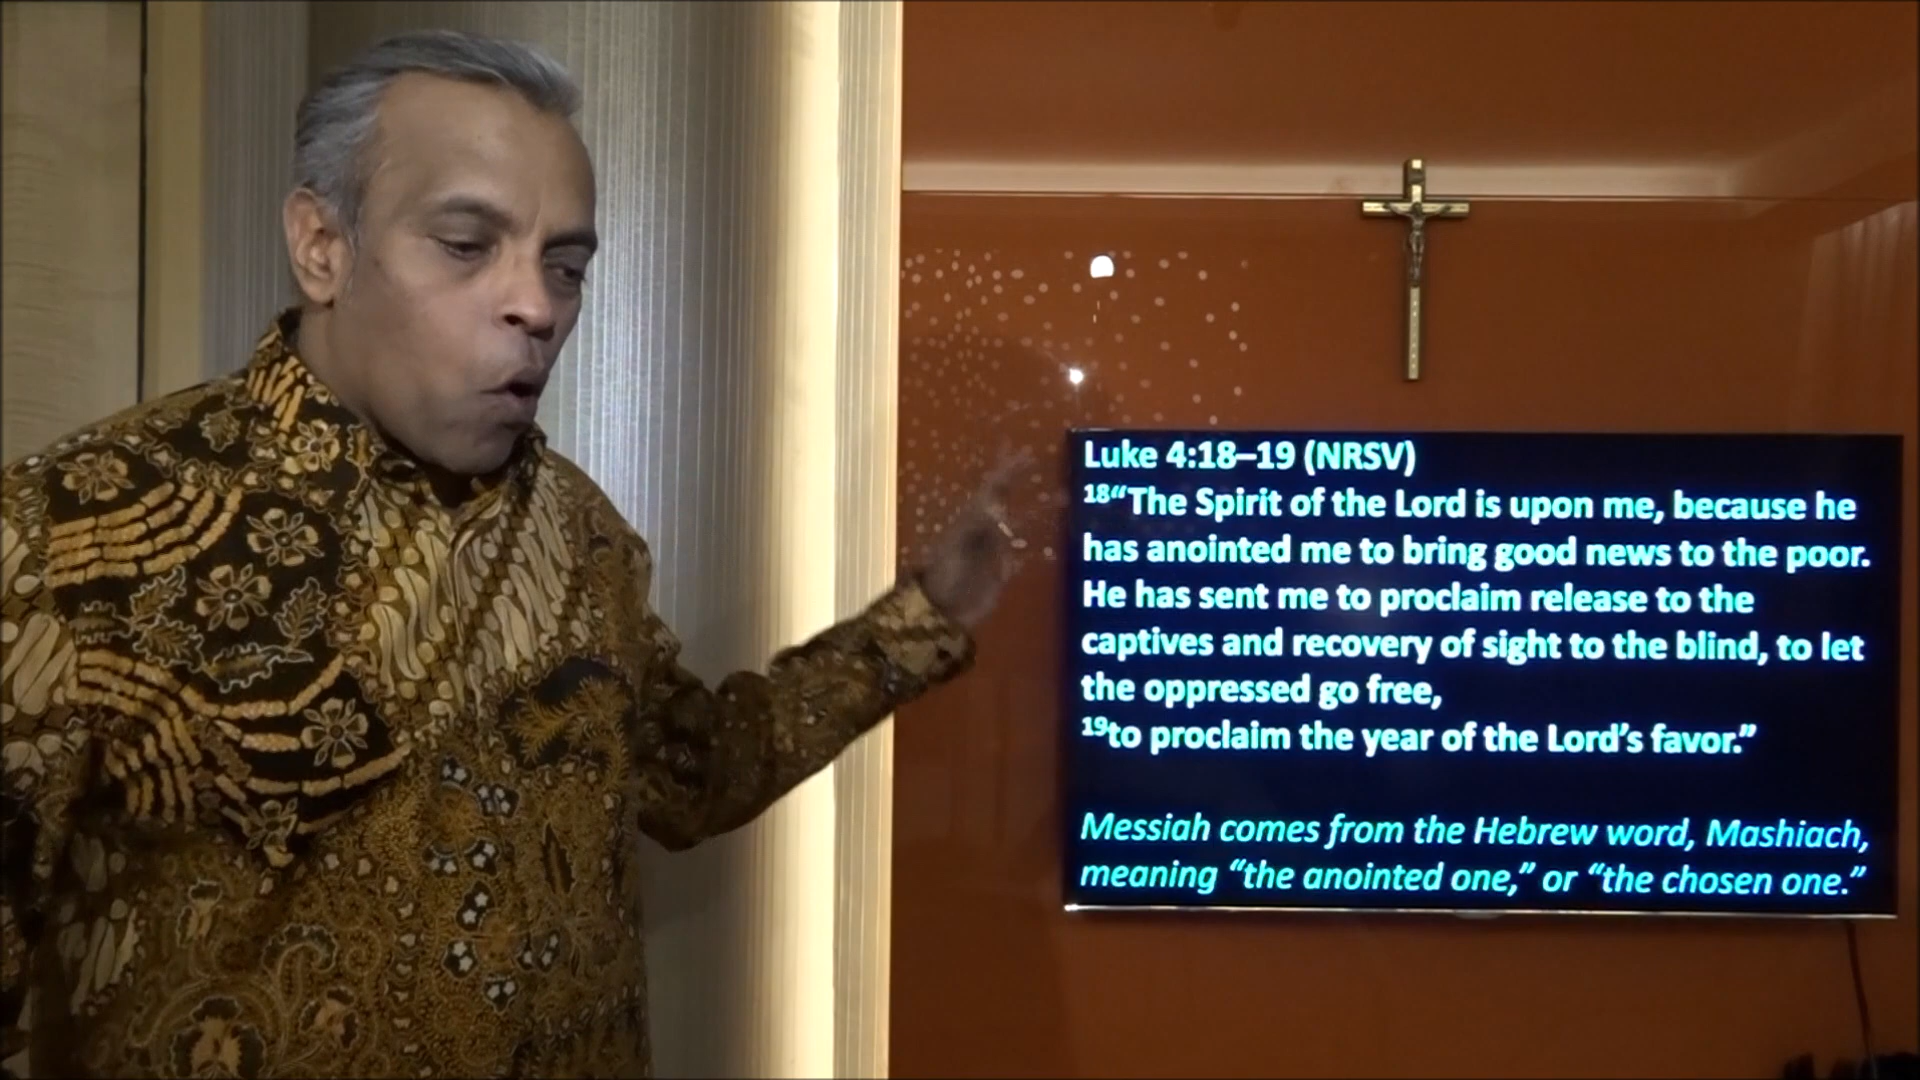 Luke 4:18–19 (NRSV)
18“The Spirit of the Lord is upon me, because he
has anointed me to bring good news to the poor.
He has sent me to proclaim release to the
captives and recovery of sight to the blind, to let
the oppressed go free,
19to proclaim the year of the Lord’s favor.”
Messiah comes from the Hebrew word, Mashiach,
meaning “the anointed one,” or “the chosen one.”